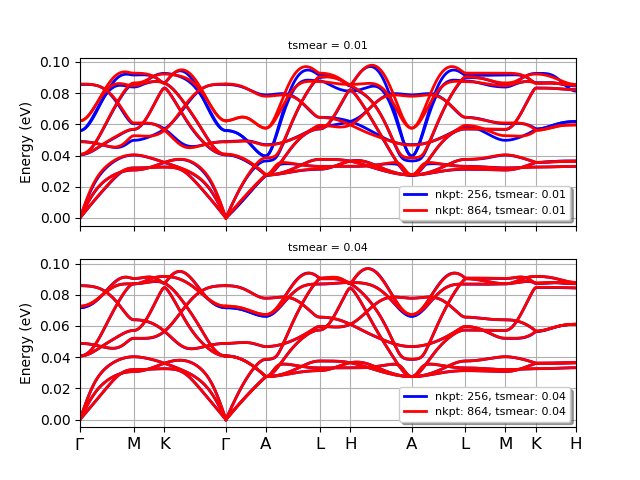 tsmear = 0.01
0.10
0.08
0.06
0.04
0.02
0.00
Energy (eV)
nkpt: 256, tsmear: 0.01
nkpt: 864, tsmear: 0.01
tsmear = 0.04
0.10
0.08
0.06
0.04
0.02
0.00
Energy (eV)
nkpt: 256, tsmear: 0.04
nkpt: 864, tsmear: 0.04
Γ M K Γ A L H A L M K H